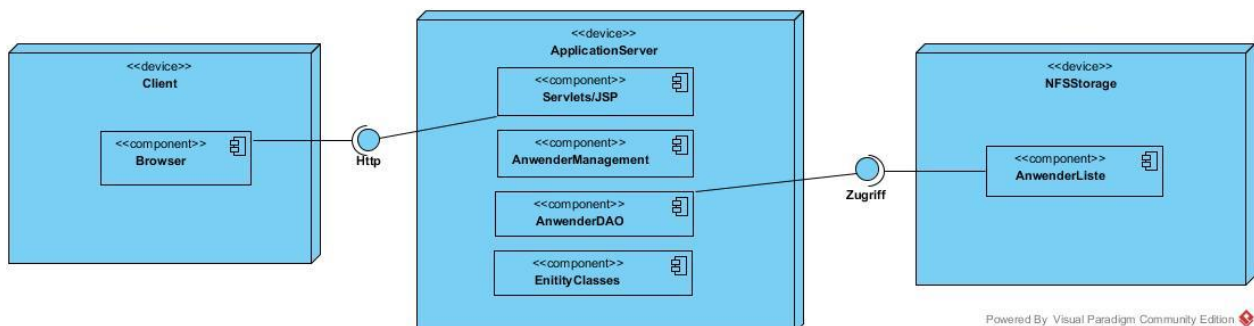 <<device>>
Client
<<component>>
Browser
Http
<<device>>
ApplicationServer
<<component>>
Servlets/JSP
<<component>>
AnwenderManagement
<<component>>
AnwenderDAO
<<component>>
EnitityClasses
Zugriff
<<device>>
NFSStorage
<<component>>
AnwenderListe
Powered By Visual Paradigm Community Edition